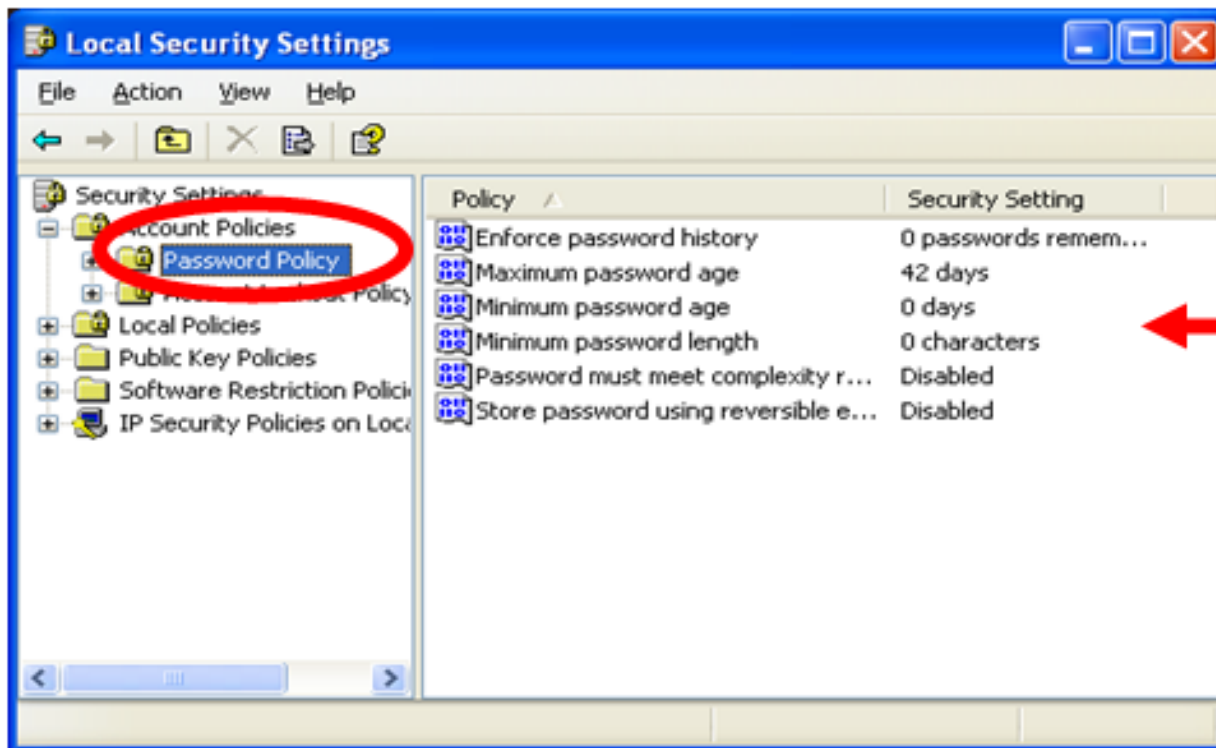 Local Security Settings
File Action View Help
Security Settings
Account Policies
Password Policy
Policy
Local Policies
Public Key Policies
Software Restriction Polici
IP Security Policies on Loca
Policy Security Setting
Enforce password history 0 passwords remem...
Maximum password age 42 days
Minimum password age 0 days
Minimum password length 0 characters
Password must meet complexity r... Disabled
Store password using reversible e... Disabled